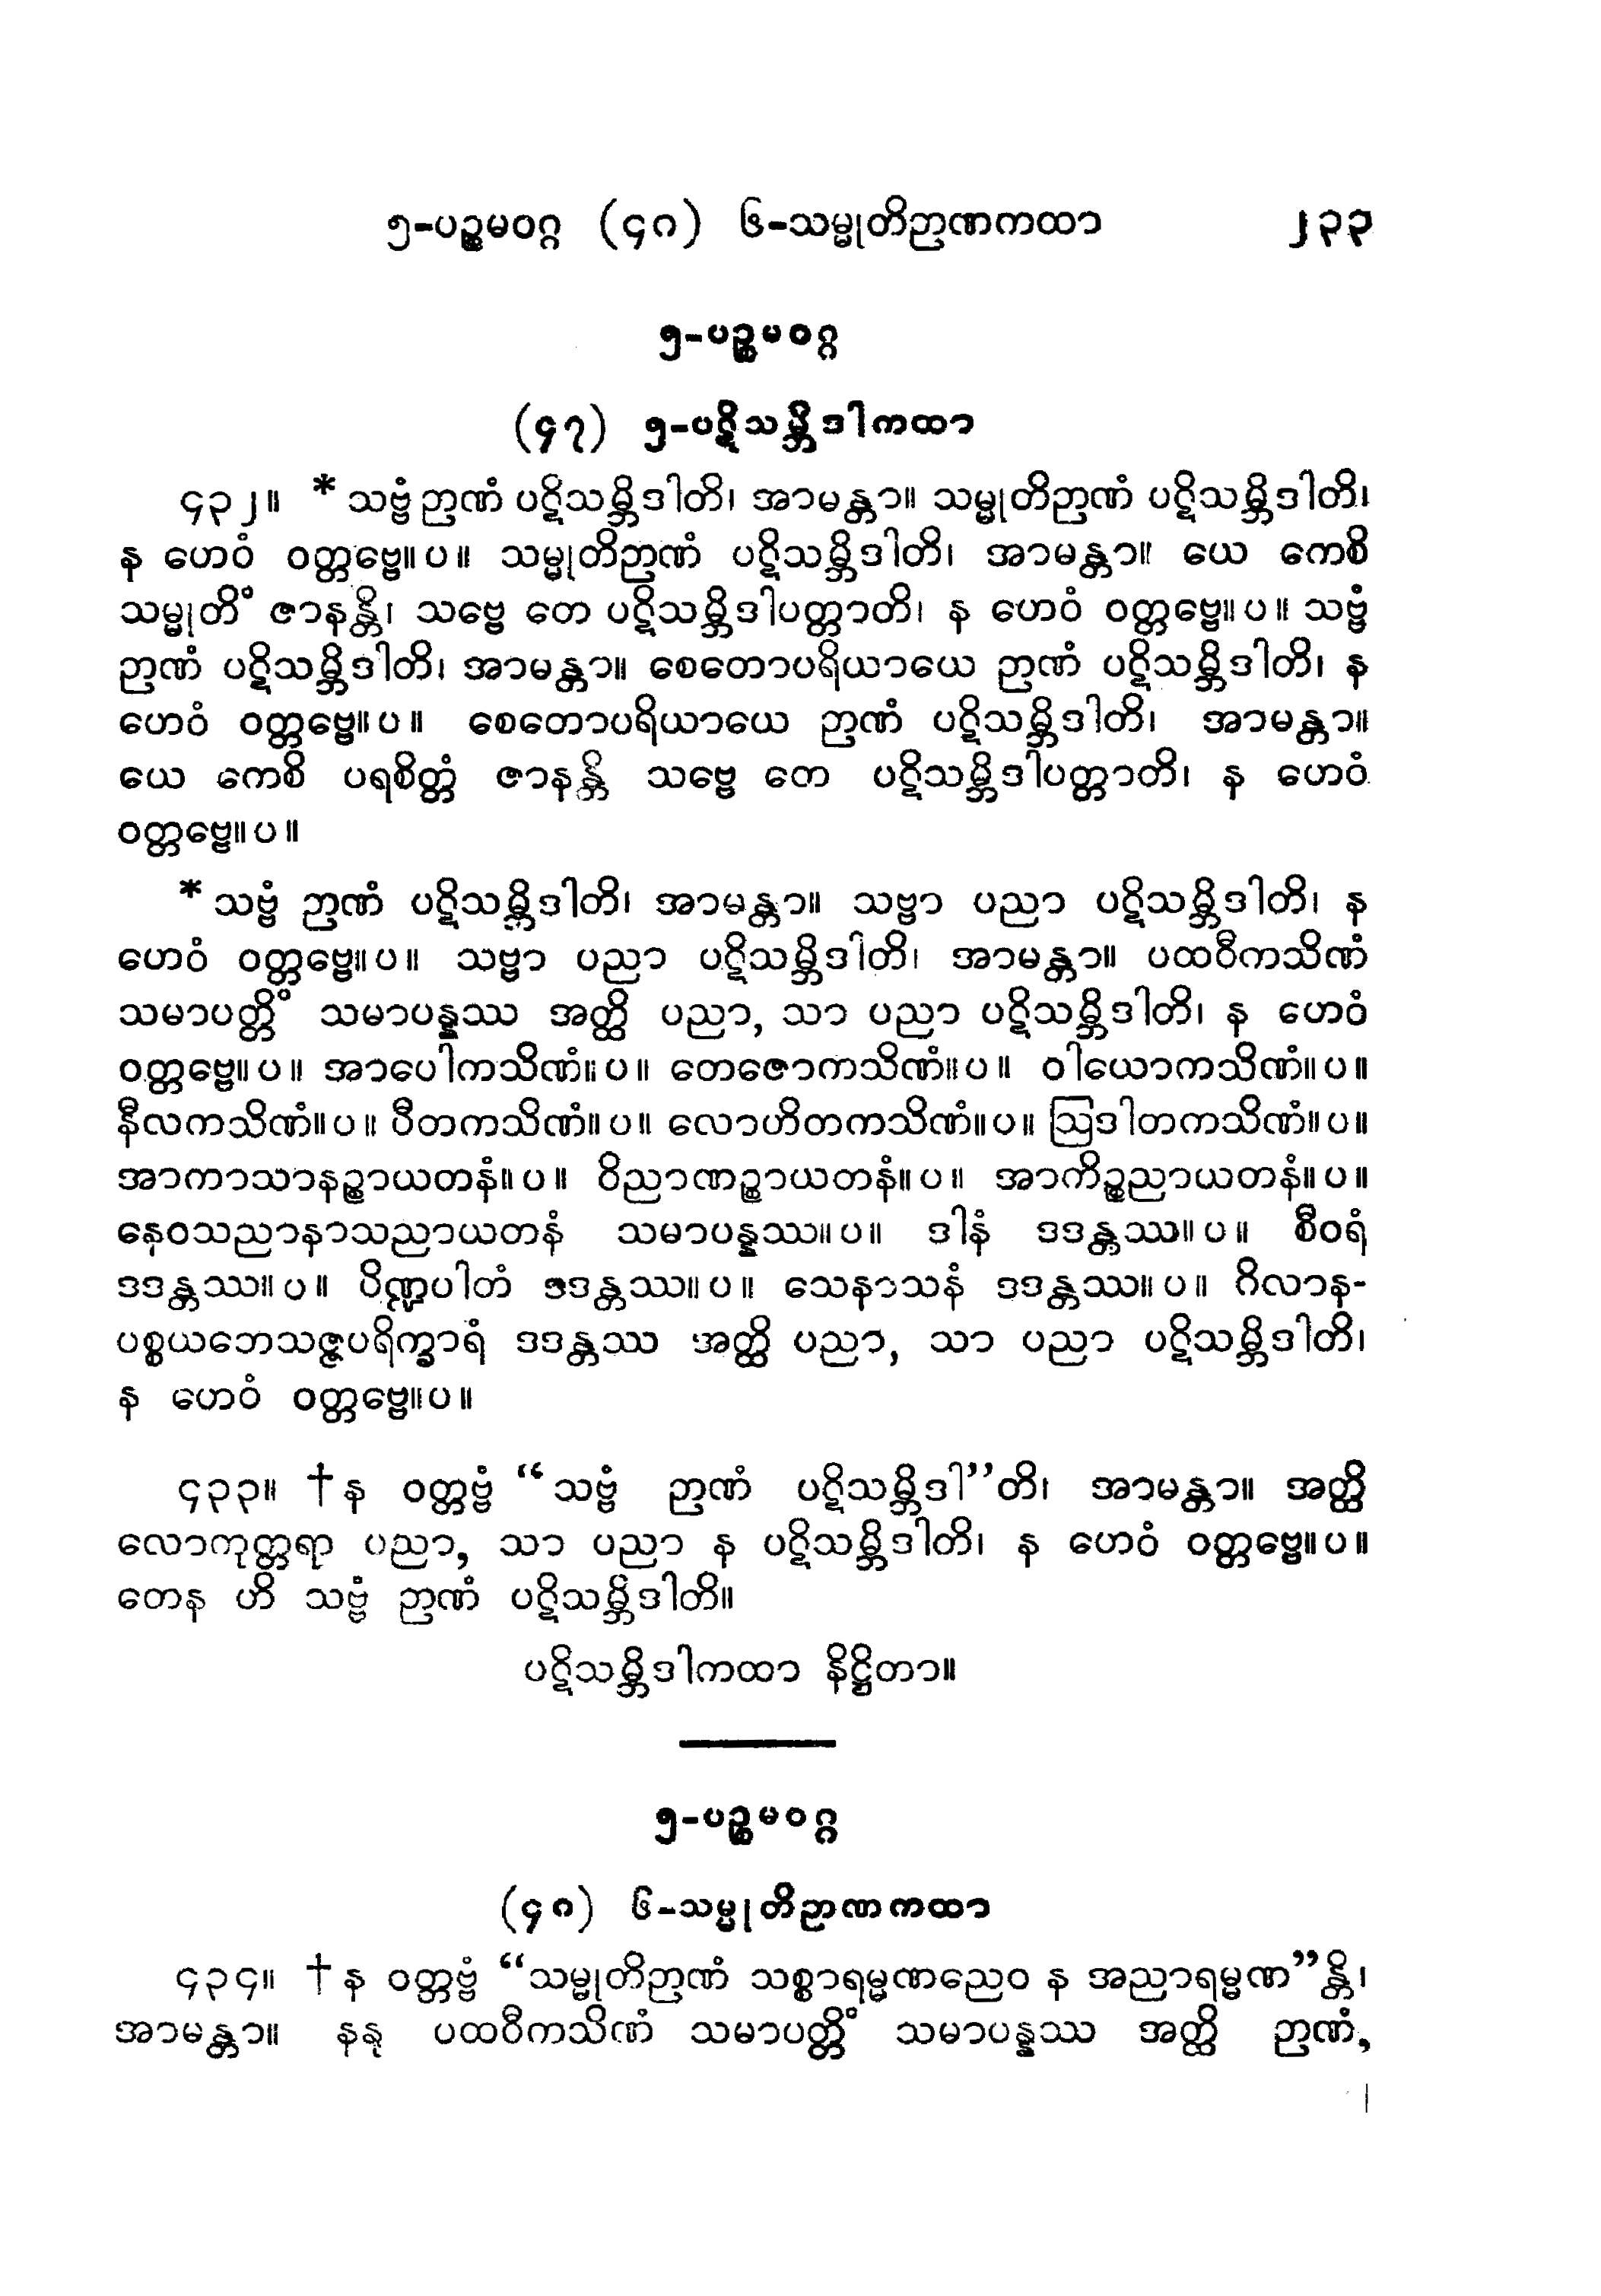 ၅-ပဉ္စမဝဂ္ဂ (၄၈) ၆-သမ္မုတိဉာဏကထာ ၂၃၃
၅-ပဉ္စမဝဂ္ဂ
(၄၇) ၅-ပဋိသမ္ဘိဒါကထာ
၄၃၂။ * သဗ္ဗံ ဉာဏံ ပဋိသမ္ဘိဒါတိ၊ အာမန္တာ။ သမ္မုတိဉာဏံ ပဋိသမ္ဘိဒါတိ၊
န ဟေဝံ ဝတ္တဗ္ဗေ။ပ။ သမ္မုတိဉာဏံ ပဋိသမ္ဘိဒါတိ၊ အာမန္တာ။ ယေ ကေစိ
သမ္မုတိံ ဇာနန္တိ၊ သဗ္ဗေ တေ ပဋိသမ္ဘိဒါပတ္တာတိ၊ န ဟေဝံ ဝတ္တဗ္ဗေ။ပ။ သဗ္ဗံ
ဉာဏံ ပဋိသမ္ဘိဒါတိ၊ အာမန္တာ။ စေတောပရိယာယေ ဉာဏံ ပဋိသမ္ဘိဒါတိ၊ န
ဟေဝံ ဝတ္တဗ္ဗေ။ပ။ စေတောပရိယာယေ ဉာဏံ ပဋိသမ္ဘိဒါတိ၊ အာမန္တာ။
ယေ ကေစိ ပရစိတ္တံ ဇာနန္တိ သဗ္ဗေ တေ ပဋိသမ္ဘိဒါပတ္တာတိ၊ န ဟေဝံ
ဝတ္တဗ္ဗေ။ပ။
* သဗ္ဗံ ဉာဏံ ပဋိသမ္ဘိဒါတိ၊ အာမန္တာ။ သဗ္ဗာ ပညာ ပဋိသမ္ဘိဒါတိ၊ န
ဟေဝံ ဝတ္တဗ္ဗေ။ပ။ သဗ္ဗာ ပညာ ပဋိသမ္ဘိဒါတိ၊ အာမန္တာ။ ပထဝီကသိဏံ
သမာပတ္တိံ သမာပန္နဿ အတ္ထိ ပညာ, သာ ပညာ ပဋိသမ္ဘိဒါတိ၊ န ဟေဝံ
ဝတ္တဗ္ဗေ။ပ။ အာပေါကသိဏံ။ပ။ တေဇောကသိဏံ။ပ။ ဝါယောကသိဏံ။ပ။
နီလကသိဏံ။ပ။ ပီတကသိဏံ။ပ။ လောဟိတကသိဏံ။ပ။ ဩဒါတကသိဏံ။ပ။
အာကာသာနဉ္စာယတနံ။ပ။ ဝိညာဏဉ္စာယတနံ။ပ။ အာကိဉ္စညာယတနံ။ပ။
နေဝသညာနာသညာယတနံ သမာပန္နဿ။ပ။ ဒါနံ ဒဒန္တဿ။ပ။ စီဝရံ
ဒဒန္တဿ။ပ။ ပိဏ္ဍပါတံ ဒဒန္တဿ။ပ။ သေနာသနံ ဒဒန္တဿ။ပ။ ဂိလာန-
ပစ္စယဘေသဇ္ဇပရိက္ခာရံ ဒဒန္တဿ အတ္ထိ ပညာ, သာ ပညာ ပဋိသမ္ဘိဒါတိ၊
န ဟေဝံ ဝတ္တဗ္ဗေ။ပ။
၄၃၃။ † န ဝတ္တဗ္ဗံ “သဗ္ဗံ ဉာဏံ ပဋိသမ္ဘိဒါ”တိ၊ အာမန္တာ။ အတ္ထိ
လောကုတ္တရာ ပညာ, သာ ပညာ န ပဋိသမ္ဘိဒါတိ၊ န ဟေဝံ ဝတ္တဗ္ဗေ။ပ။
တေန ဟိ သဗ္ဗံ ဉာဏံ ပဋိသမ္ဘိဒါတိ။
ပဋိသမ္ဘိဒါကထာ နိဋ္ဌိတာ။
၅-ပဉ္စမဝဂ္ဂ
(၄၈) ၆-သမ္မုတိဉာဏကထာ
၄၃၄။ † န ဝတ္တဗ္ဗံ “သမ္မုတိဉာဏံ သစ္စာရမ္မဏညေဝ န အညာရမ္မဏ”န္တိ၊
အာမန္တာ။ နနု ပထဝီကသိဏံ သမာပတ္တိံ သမာပန္နဿ အတ္ထိ ဉာဏံ,